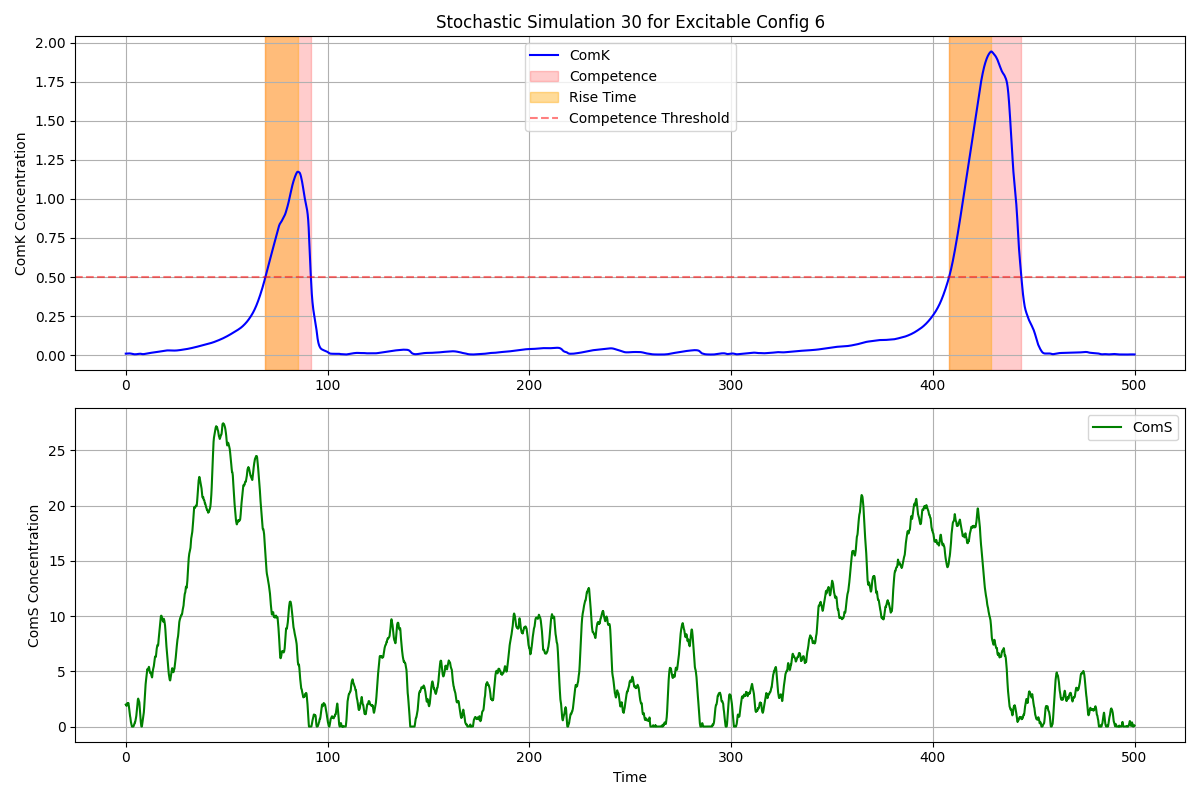 Stochastic Simulation 30 for Excitable Config 6
ComK Concentration
2.00
1.75
1.50
1.25
1.00
0.75
0.50
0.25
0.00
ComK
Competence
Rise Time
Competence Threshold
0 100 200 300 400 500
ComS Concentration
25
20
15
10
5
0
ComS
0 100 200 300 400 500
Time